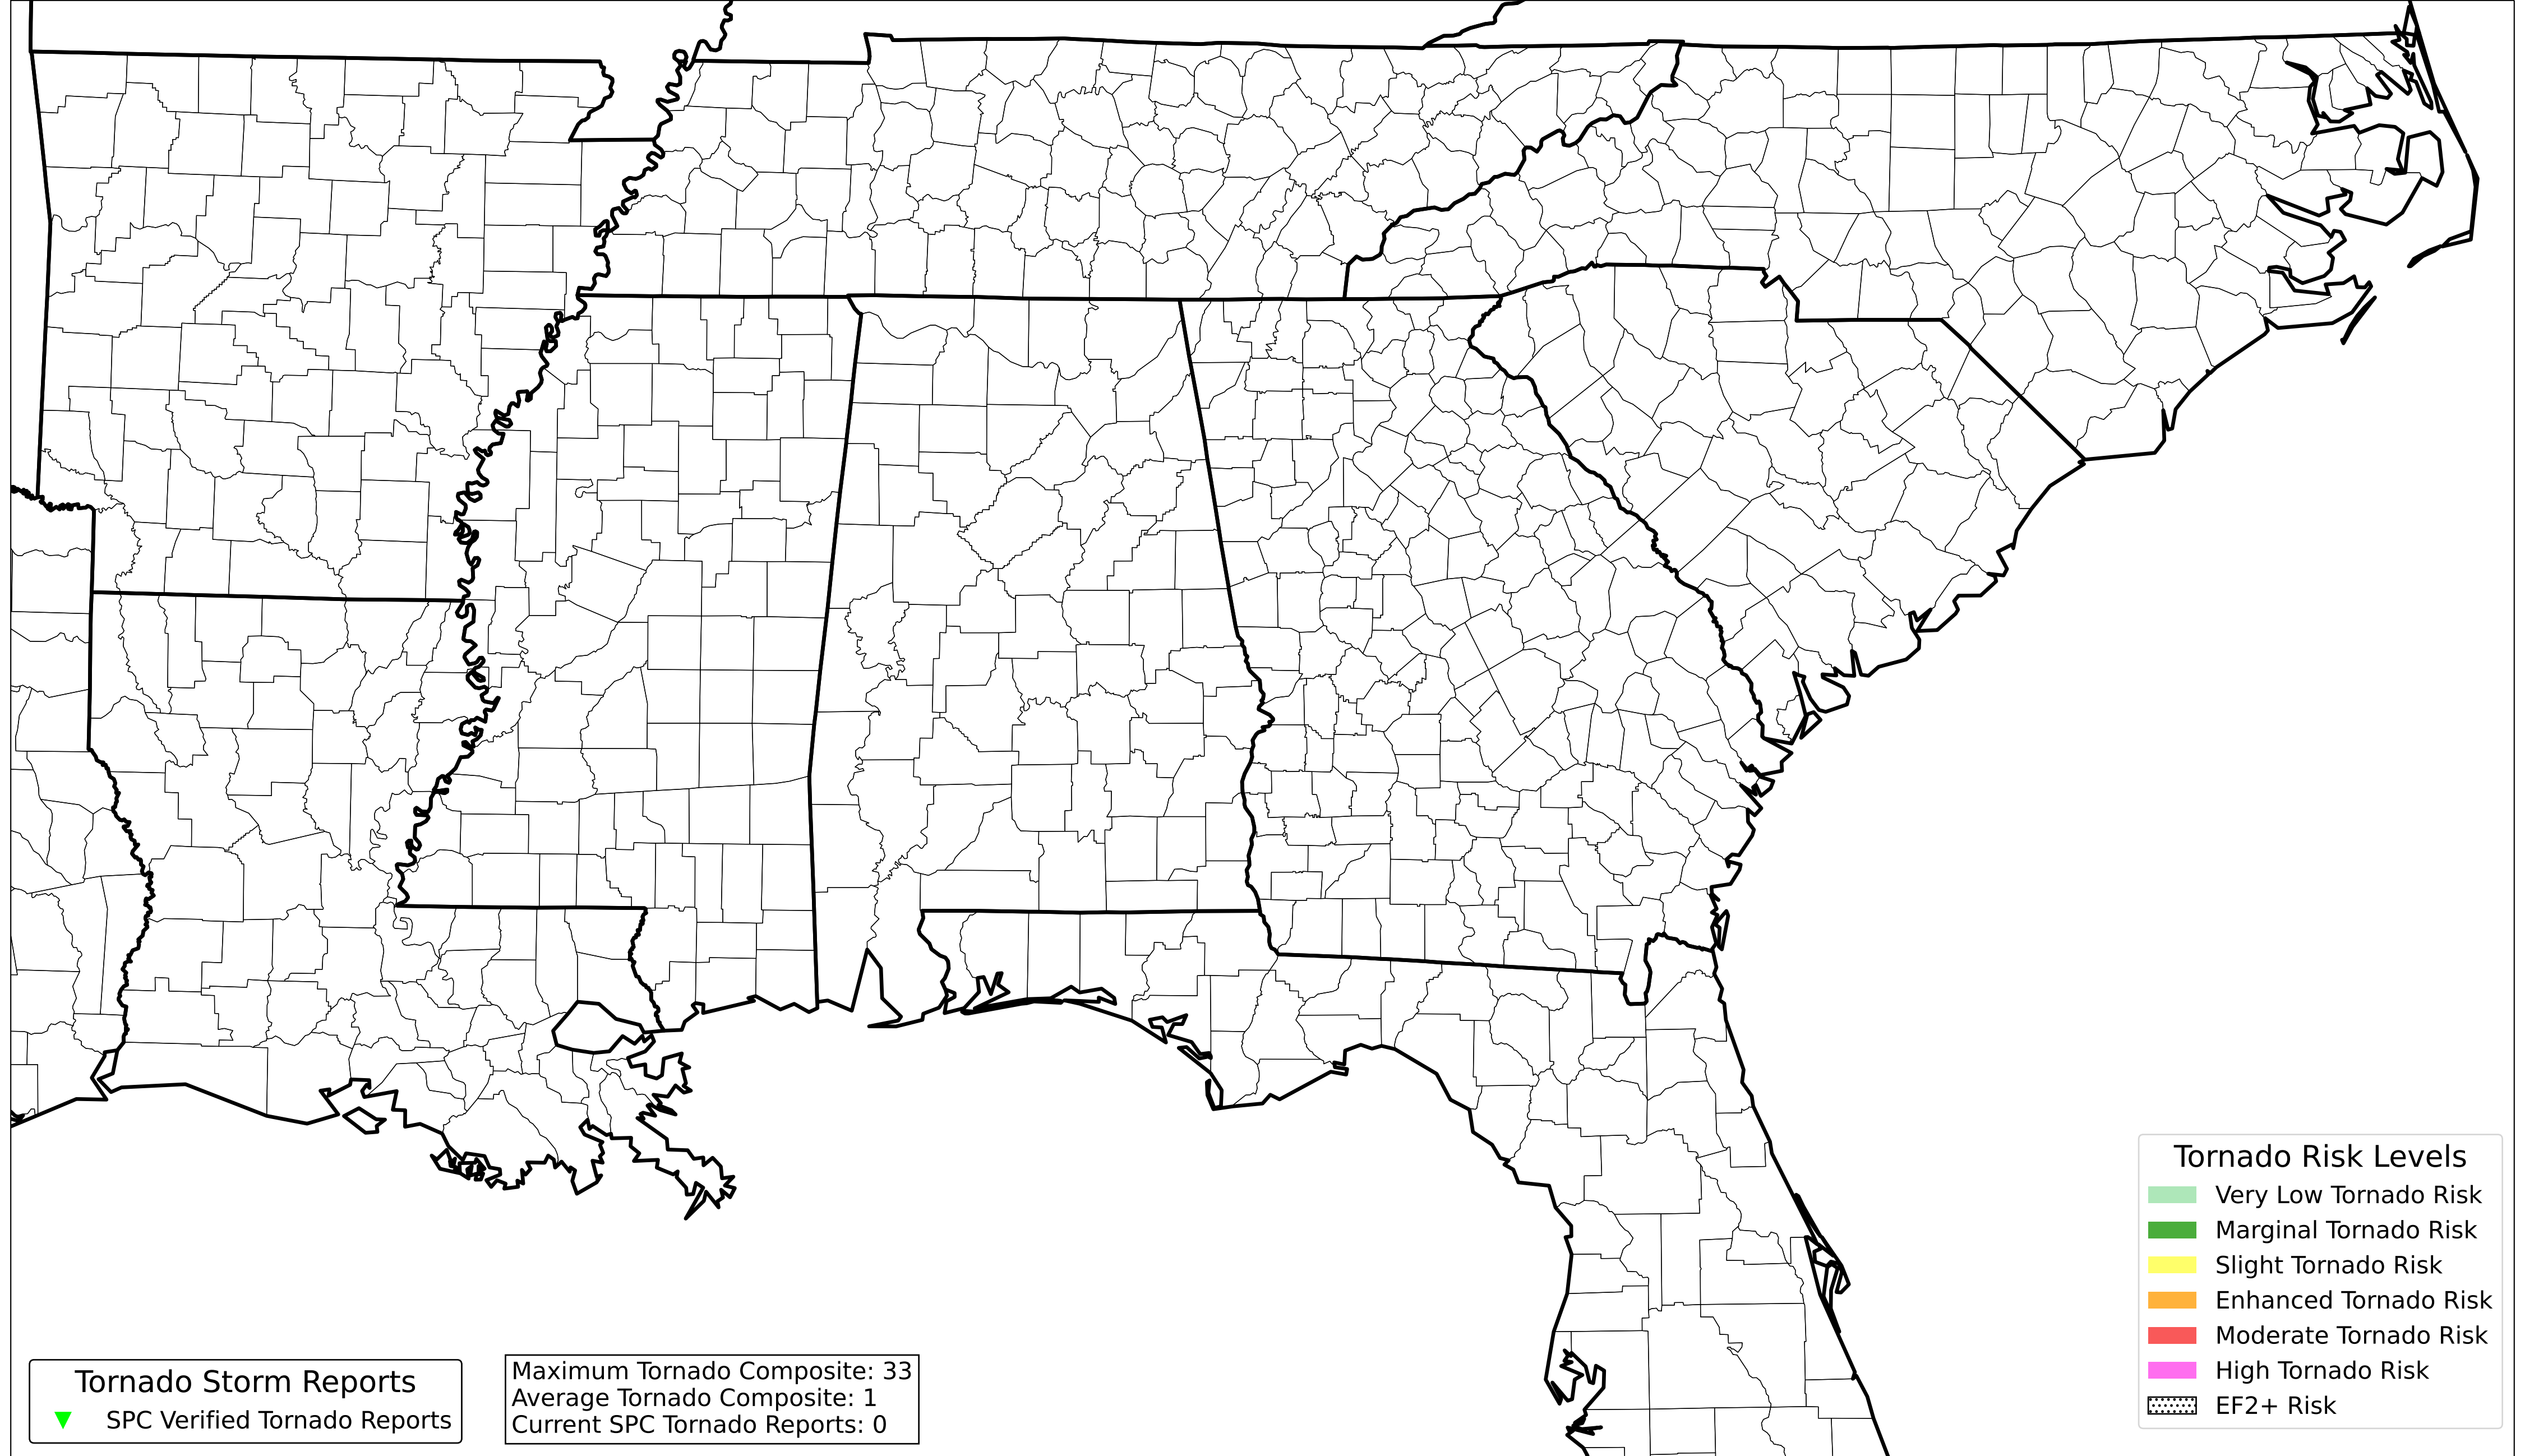 Tornado Storm Reports
SPC Verified Tornado Reports
Maximum Tornado Composite: 33
Average Tornado Composite: 1
Current SPC Tornado Reports: 0
Tornado Risk Levels
Very Low Tornado Risk
Marginal Tornado Risk
Slight Tornado Risk
Enhanced Tornado Risk
Moderate Tornado Risk
High Tornado Risk
EF2+ Risk